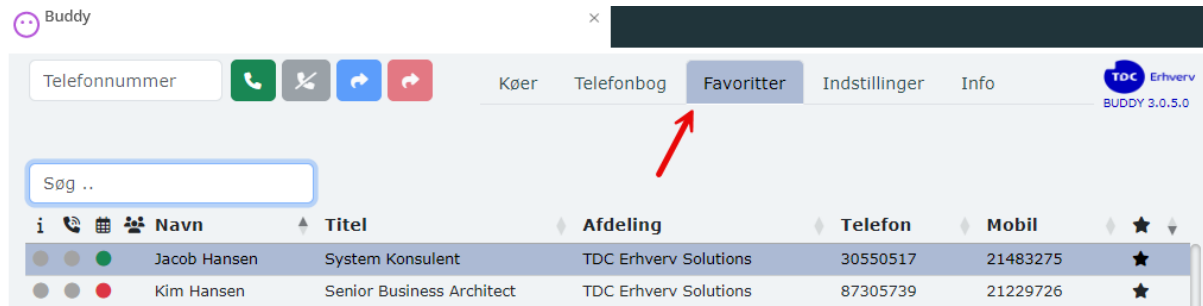 Buddy
Telefonnummer Køer Telefonbog Favoritter Indstillinger Info TDC Erhverv
BUDDY 3.0.5.0
Søg ..
i Navn Titel Afdeling Telefon Mobil
Jacob Hansen System Konsulent TDC Erhverv Solutions 30550517 21483275
Kim Hansen Senior Business Architect TDC Erhverv Solutions 87305739 21229726